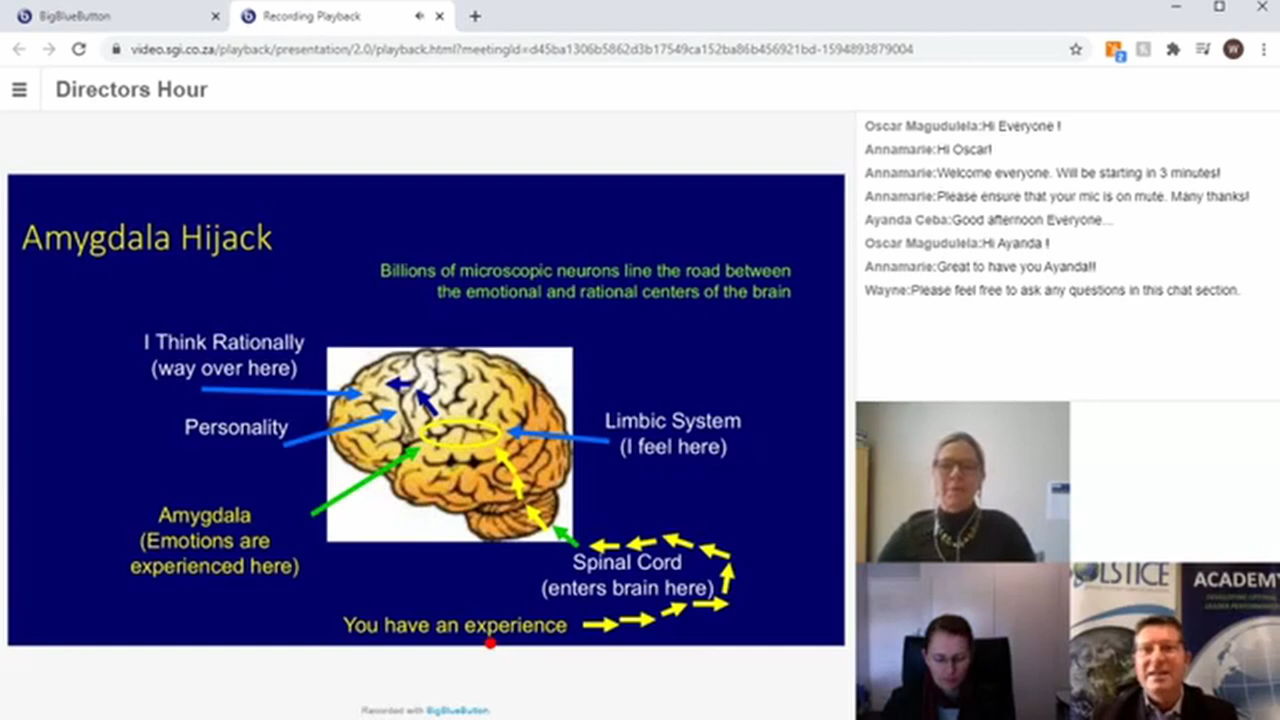 BigBlueButton
Recording Playback
video.sgi.co.za/playback/presentation/2.0/playback.html?meetingId=d45ba1306b5862d3b17549ca152ba86b456921bd-1594893879004
2
W
Directors Hour
Amygdala Hijack
Billions of microscopic neurons line the road between
the emotional and rational centers of the brain
I Think Rationally
(way over here)
Personality
Limbic System
(I feel here)
Amygdala
(Emotions are
experienced here)
Spinal Cord
(enters brain here)
You have an experience
Recorded with BigBlueButton
Oscar Magudulela:Hi Everyone !
Annamarie:Hi Oscar!
Annamarie:Welcome everyone. Will be starting in 3 minutes!
Annamarie:Please ensure that your mic is on mute. Many thanks!
Ayanda Ceba:Good afternoon Everyone...
Oscar Magudulela:Hi Ayanda !
Annamarie:Great to have you Ayanda!!!
Wayne:Please feel free to ask any questions in this chat section.
OLSTICE
ACADEMY